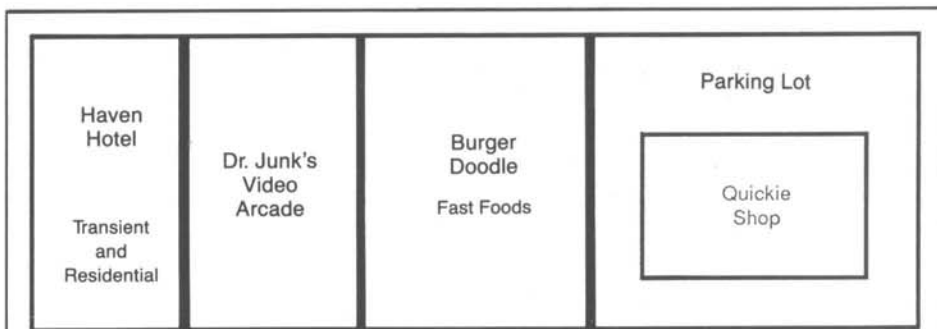 Haven
Hotel
Transient
and
Residential
Dr. Junk's
Video
Arcade
Burger
Doodle
Fast Foods
Parking Lot
Quickie
Shop